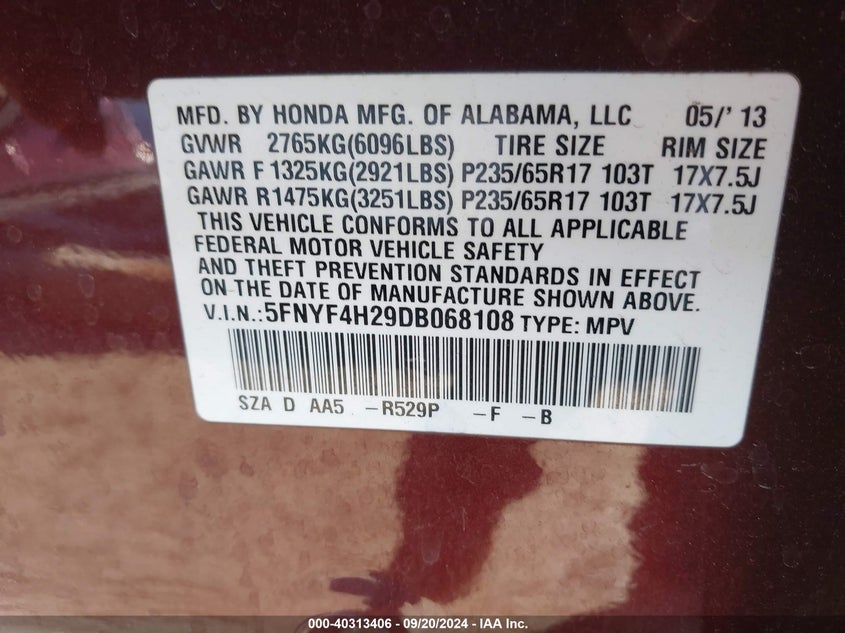 MFD. BY HONDA MFG. OF ALABAMA, LLC 05/' 13
GVWR 2765KG(6096LBS) TIRE SIZE RIM SIZE
GAWR F 1325KG(2921LBS) P235/65R17 103T 17X7.5J
GAWR R1475KG(3251LBS) P235/65R17 103T 17X7.5J
THIS VEHICLE CONFORMS TO ALL APPLICABLE
FEDERAL MOTOR VEHICLE SAFETY
AND THEFT PREVENTION STANDARDS IN EFFECT
ON THE DATE OF MANUFACTURE SHOWN ABOVE.
V.I.N.:5FNYF4H29DB068108 TYPE: MPV
SZA D AA5 -R529P -F -B
000-40313406 - 09/20/2024 - IAA Inc.